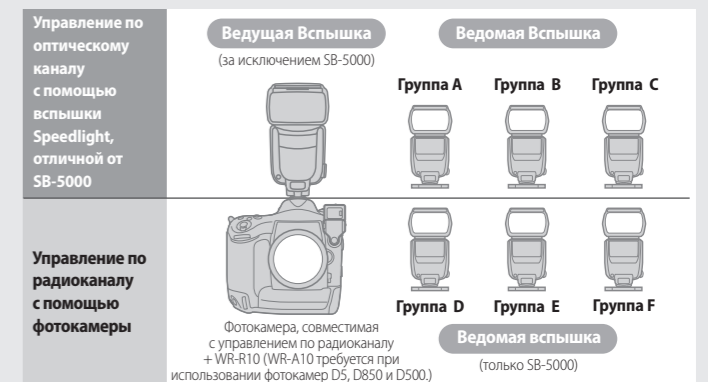 Управление по
оптическому
каналу
с помощью
вспышки
Speedlight,
отличной от
SB-5000
Ведущая Вспышка
(за исключением SB-5000)
Ведомая Вспышка
Группа A Группа B Группа C
Управление по
радиоканалу
с помощью
фотокамеры
Фотокамера, совместимая
с управлением по радиоканалу
+ WR-R10 (WR-A10 требуется при
использовании фотокамер D5, D850 и D500.)
Группа D Группа E Группа F
Ведомая вспышка
(только SB-5000)